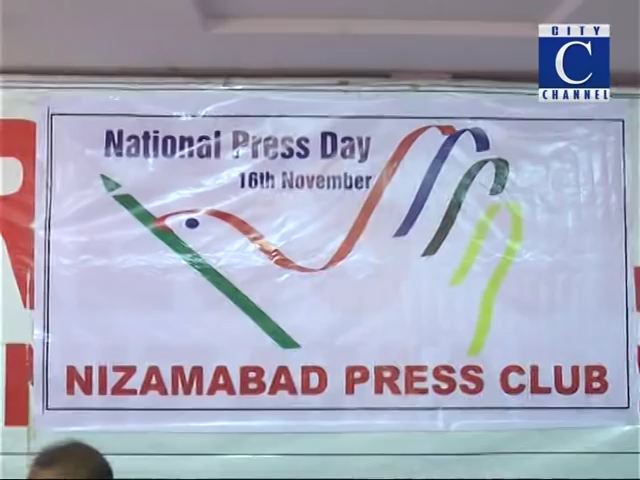 CITY
C
CHANNEL
National Press Day
16th November
NIZAMABAD PRESS CLUB